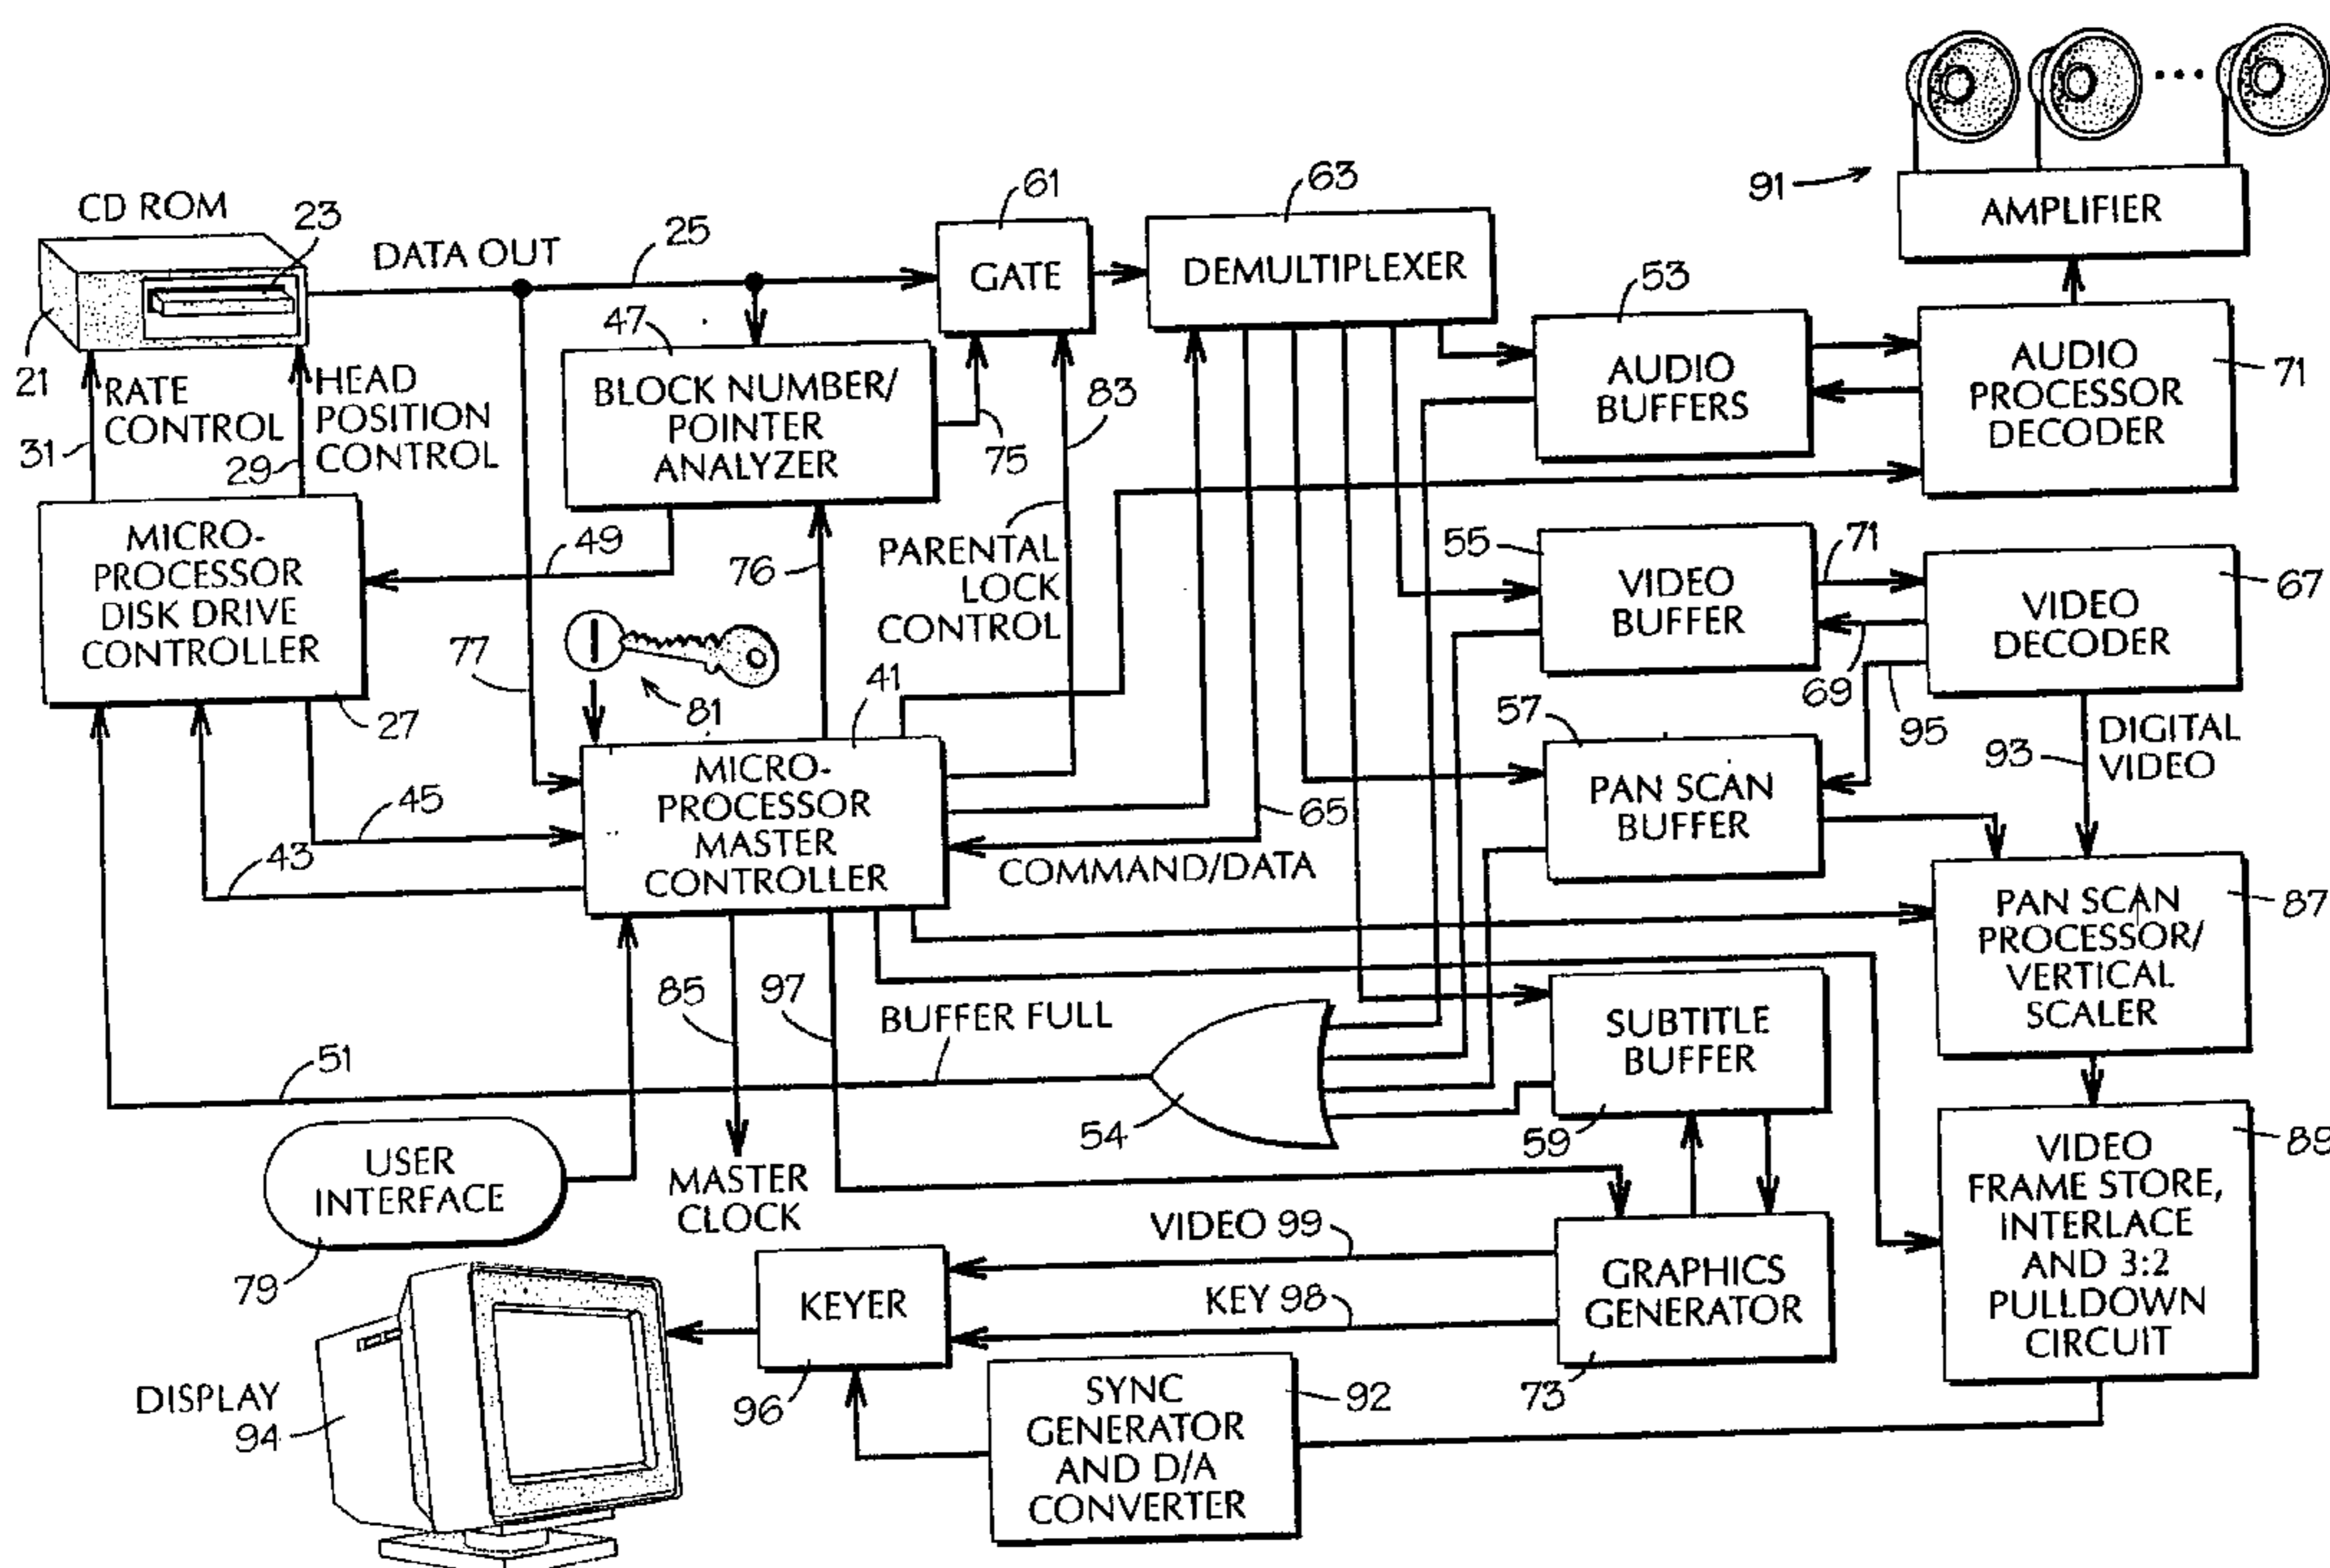 CD ROM
23
DATA OUT
25
61
63
91
AMPLIFIER
GATE
DEMULTIPLEXER
53
21
RATE
CONTROL
31
HEAD
POSITION
CONTROL
29
47
BLOCK NUMBER/
POINTER
ANALYZER
75
83
AUDIO
BUFFERS
AUDIO
PROCESSOR
DECODER
71
MICRO-
PROCESSOR
DISK DRIVE
CONTROLLER
27
49
76
PARENTAL
LOCK
CONTROL
55
VIDEO
BUFFER
71
69
VIDEO
DECODER
67
77
81
41
57
95
93
DIGITAL
VIDEO
45
43
MICRO-
PROCESSOR
MASTER
CONTROLLER
65
COMMAND/DATA
PAN SCAN
BUFFER
PAN SCAN
PROCESSOR/
VERTICAL
SCALER
87
85
97
BUFFER FULL
51
54
SUBTITLE
BUFFER
59
USER
INTERFACE
79
MASTER
CLOCK
VIDEO 99
KEY 98
KEYER
96
GRAPHICS
GENERATOR
73
VIDEO
FRAME STORE,
INTERLACE
AND 3:2
PULLDOWN
CIRCUIT
89
DISPLAY
94
SYNC
GENERATOR
AND D/A
CONVERTER
92